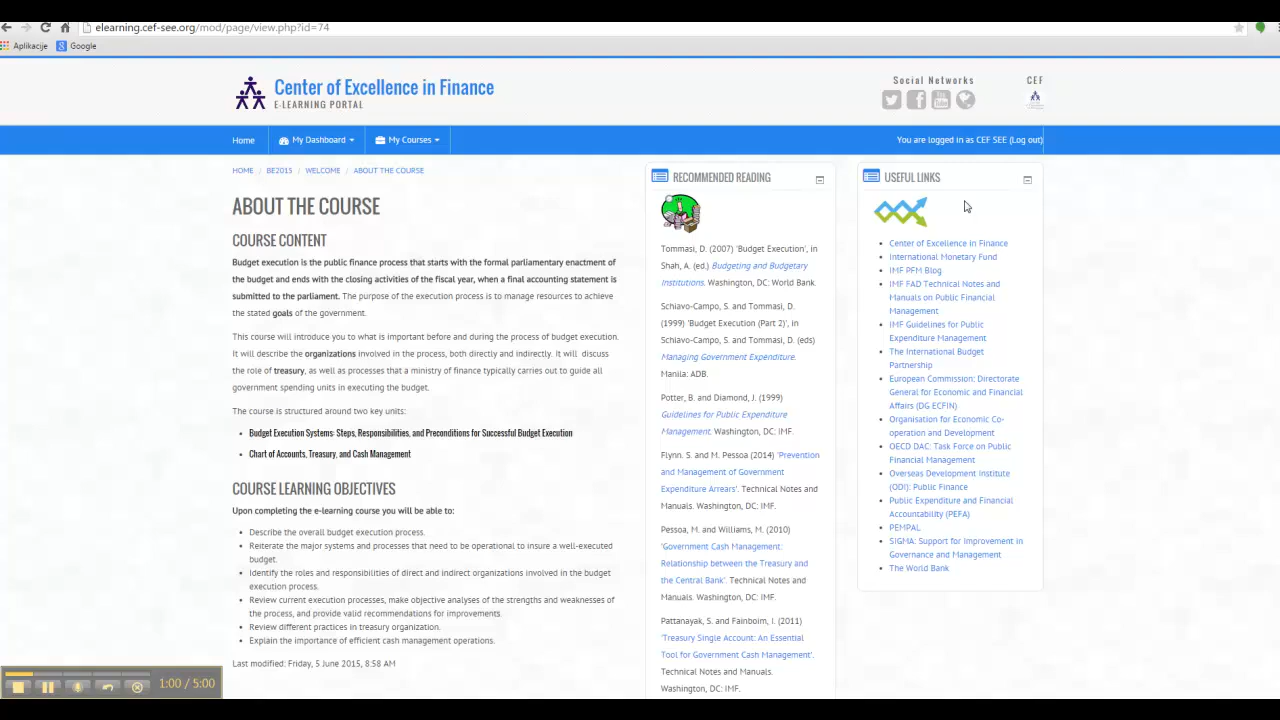 elearning.cef-see.org/mod/page/view.php?id=74
Aplikacije Google
Center of Excellence in Finance
E-LEARNING PORTAL
Social Networks
CEF
Home My Dashboard My Courses You are logged in as CEF SEE (Log out)
HOME / BE2015 / WELCOME / ABOUT THE COURSE
ABOUT THE COURSE
COURSE CONTENT
Budget execution is the public finance process that starts with the formal parliamentary enactment of
the budget and ends with the closing activities of the fiscal year, when a final accounting statement is
submitted to the parliament. The purpose of the execution process is to manage resources to achieve
the stated goals of the government.
This course will introduce you to what is important before and during the process of budget execution.
It will describe the organizations involved in the process, both directly and indirectly. It will discuss
the role of treasury, as well as processes that a ministry of finance typically carries out to guide all
government spending units in executing the budget.
The course is structured around two key units:
Budget Execution Systems: Steps, Responsibilities, and Preconditions for Successful Budget Execution
Chart of Accounts, Treasury, and Cash Management
COURSE LEARNING OBJECTIVES
Upon completing the e-learning course you will be able to:
Describe the overall budget execution process.
Reiterate the major systems and processes that need to be operational to insure a well-executed
budget.
Identify the roles and responsibilities of direct and indirect organizations involved in the budget
execution process.
Review current execution processes, make objective analyses of the strengths and weaknesses of
the process, and provide valid recommendations for improvements.
Review different practices in treasury organization.
Explain the importance of efficient cash management operations.
Last modified: Friday, 5 June 2015, 8:58 AM
RECOMMENDED READING
Tommasi, D. (2007) 'Budget Execution', in
Shah, A. (ed.) Budgeting and Budgetary
Institutions. Washington, DC: World Bank.
Schiavo-Campo, S. and Tommasi, D.
(1999) 'Budget Execution (Part 2)', in
Schiavo-Campo, S. and Tommasi, D. (eds)
Managing Government Expenditure.
Manila: ADB.
Potter, B. and Diamond, J. (1999)
Guidelines for Public Expenditure
Management. Washington, DC: IMF.
Flynn. S. and M. Pessoa (2014) 'Prevention
and Management of Government
Expenditure Arrears'. Technical Notes and
Manuals. Washington, DC: IMF.
Pessoa, M. and Williams, M. (2010)
'Government Cash Management:
Relationship between the Treasury and
the Central Bank'. Technical Notes and
Manuals. Washington, DC: IMF.
Pattanayak, S. and Fainboim, I. (2011)
'Treasury Single Account: An Essential
Tool for Government Cash Management'.
Technical Notes and Manuals.
Washington, DC: IMF.
USEFUL LINKS
Center of Excellence in Finance
International Monetary Fund
IMF PFM Blog
IMF FAD Technical Notes and
Manuals on Public Financial
Management
IMF Guidelines for Public
Expenditure Management
The International Budget
Partnership
European Commission: Directorate
General for Economic and Financial
Affairs (DG ECFIN)
Organisation for Economic Co-
operation and Development
OECD DAC: Task Force on Public
Financial Management
Overseas Development Institute
(ODI): Public Finance
Public Expenditure and Financial
Accountability (PEFA)
PEMPAL
SIGMA: Support for Improvement in
Governance and Management
The World Bank
1:00 / 5:00